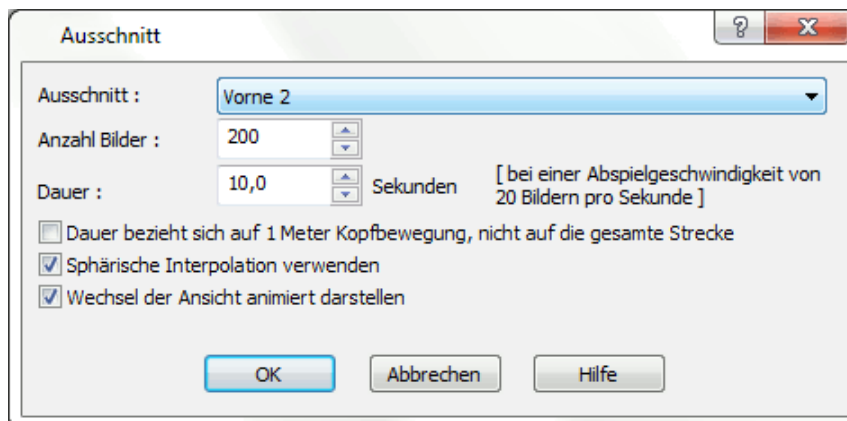 Ausschnitt
Ausschnitt : Vorne 2
Anzahl Bilder : 200
Dauer : 10,0 Sekunden [ bei einer Abspielgeschwindigkeit von
20 Bildern pro Sekunde ]
Dauer bezieht sich auf 1 Meter Kopfbewegung, nicht auf die gesamte Strecke
Sphärische Interpolation verwenden
Wechsel der Ansicht animiert darstellen
OK Abbrechen Hilfe